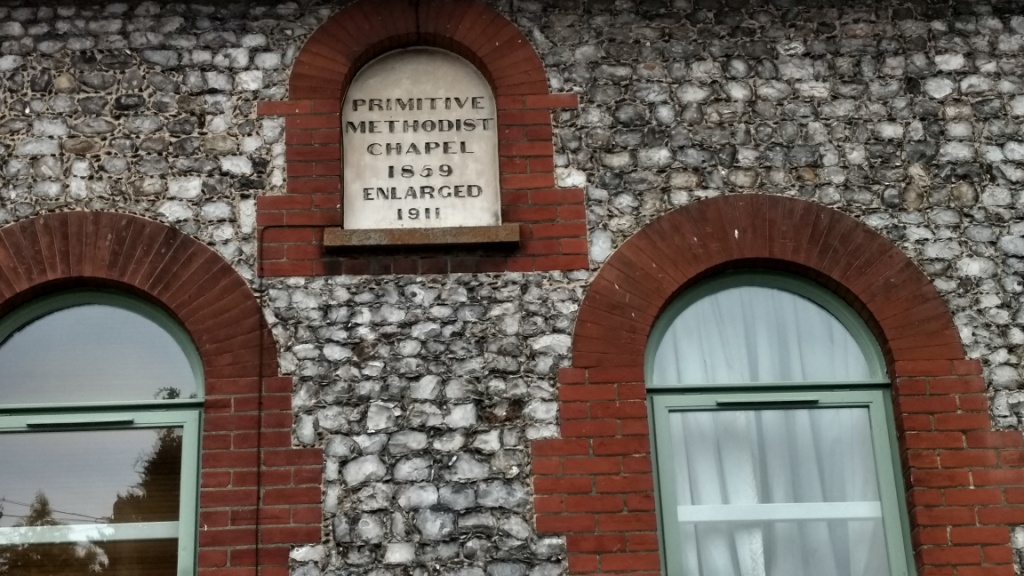 PRIMITIVE
METHODIST
CHAPEL
1859
ENLARGED
1911